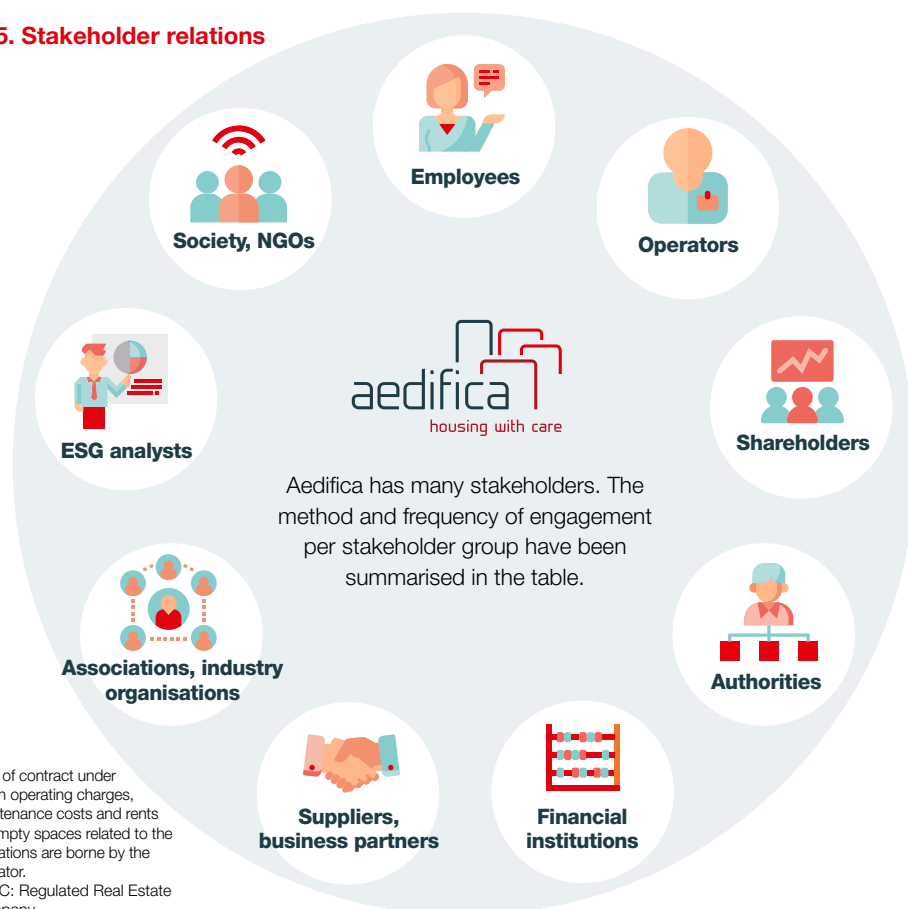 5. Stakeholder relations
Employees
Society, NGOs
Operators
ESG analysts
aedifica
housing with care
Shareholders
Aedifica has many stakeholders. The
method and frequency of engagement
per stakeholder group have been
summarised in the table.
Associations, industry
organisations
Authorities
Suppliers,
business partners
Financial
institutions
of contract under
n operating charges,
tenance costs and rents
mpty spaces related to the
ations are borne by the
ator.
C: Regulated Real Estate